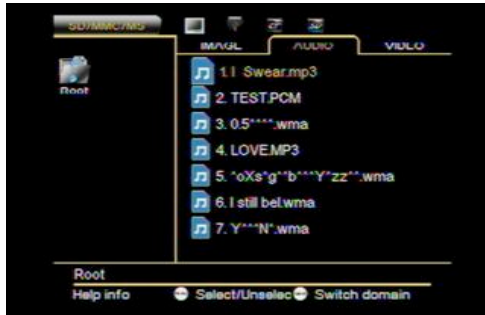 SD/MMC/MS
IMAGE AUDIO VIDEO
Root
1. I Swear.mp3
2. TEST.PCM
3. 0.5****.wma
4. LOVE.MP3
5. ^oXs*g^*b***Y*zz**.wma
6. I still bel.wma
7. Y***N*.wma
Root
Help info Select/Unselec Switch domain